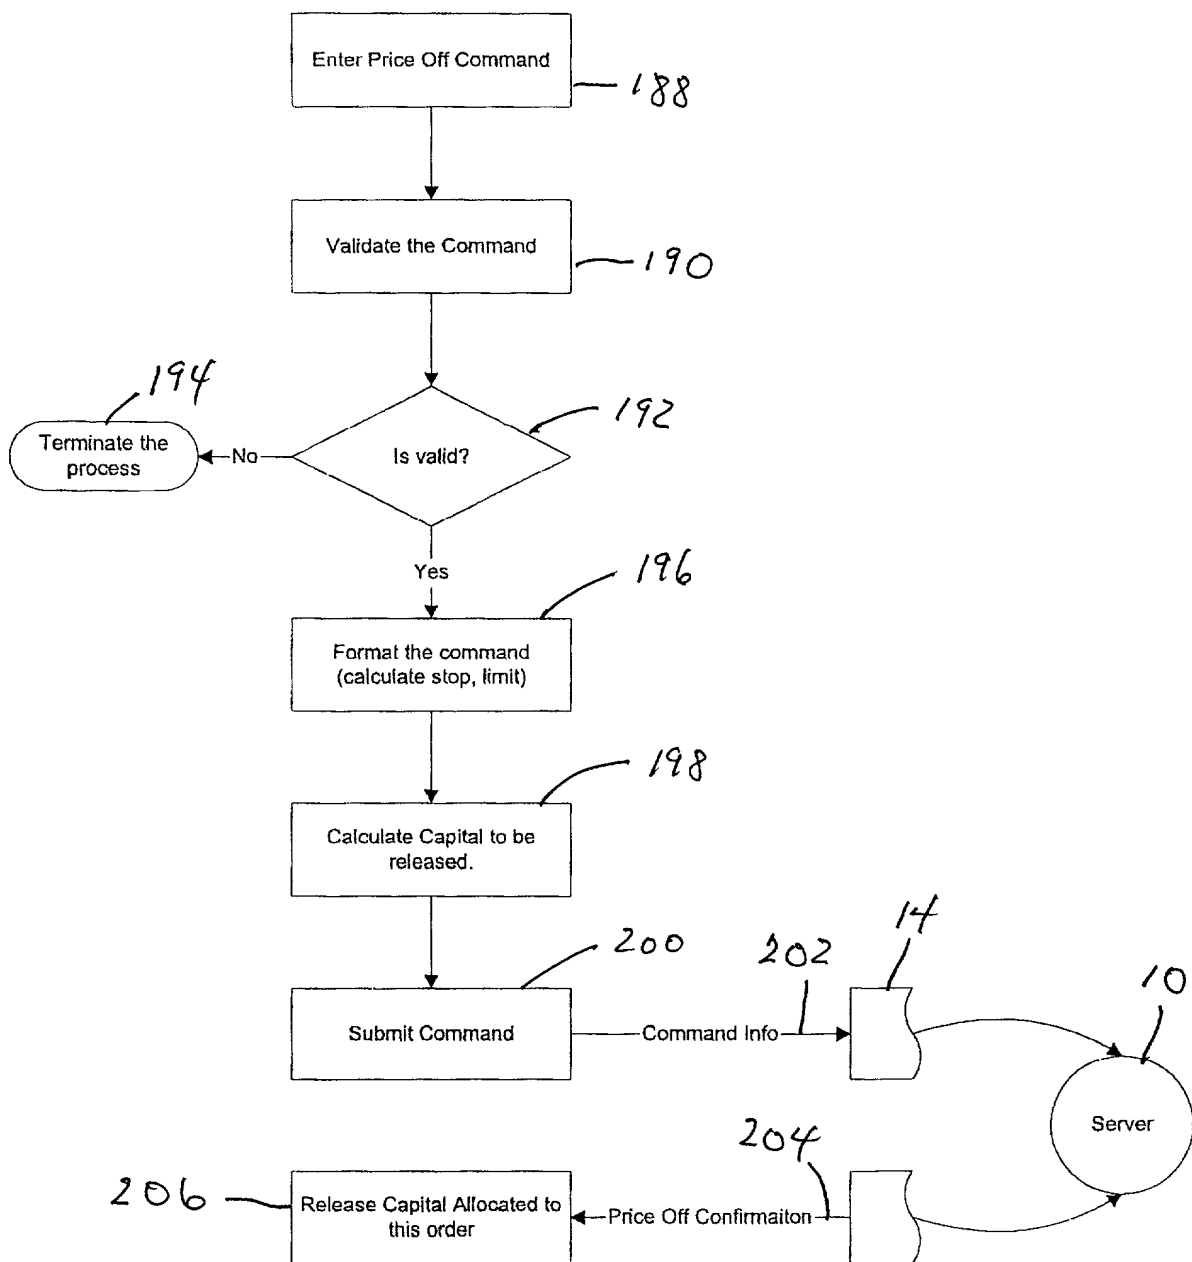 Enter Price Off Command
188
Validate the Command
190
194
192
Terminate the
process
No
Is valid?
Yes
196
Format the command
(calculate stop, limit)
198
Calculate Capital to be
released.
200
202
14
10
Submit Command
Command Info
Server
204
206
Release Capital Allocated to
this order
Price Off Confirmaiton